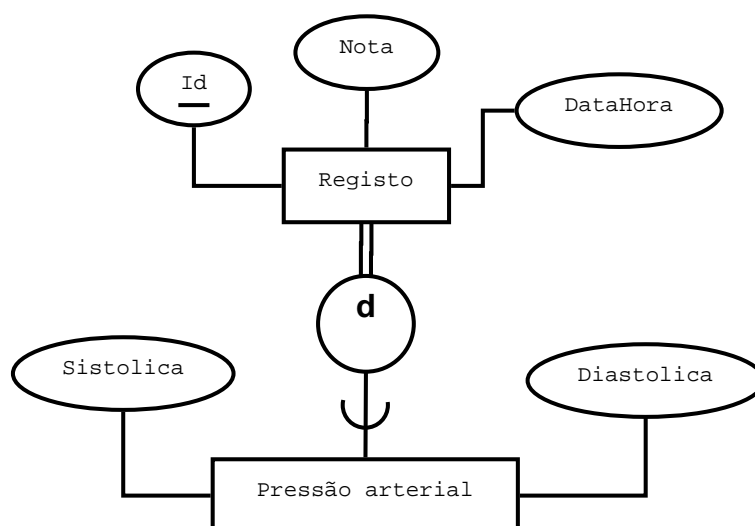 Nota
Id
DataHora
Registo
d
Sistolica
Diastolica
Pressão arterial